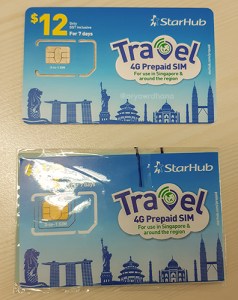 $12
Only
GST Inclusive
For 7 days
StarHub
Travel
4G Prepaid SIM
For use in Singapore &
around the region
StarHub
Travel
4G Prepaid SIM
For use in Singapore &
around the region